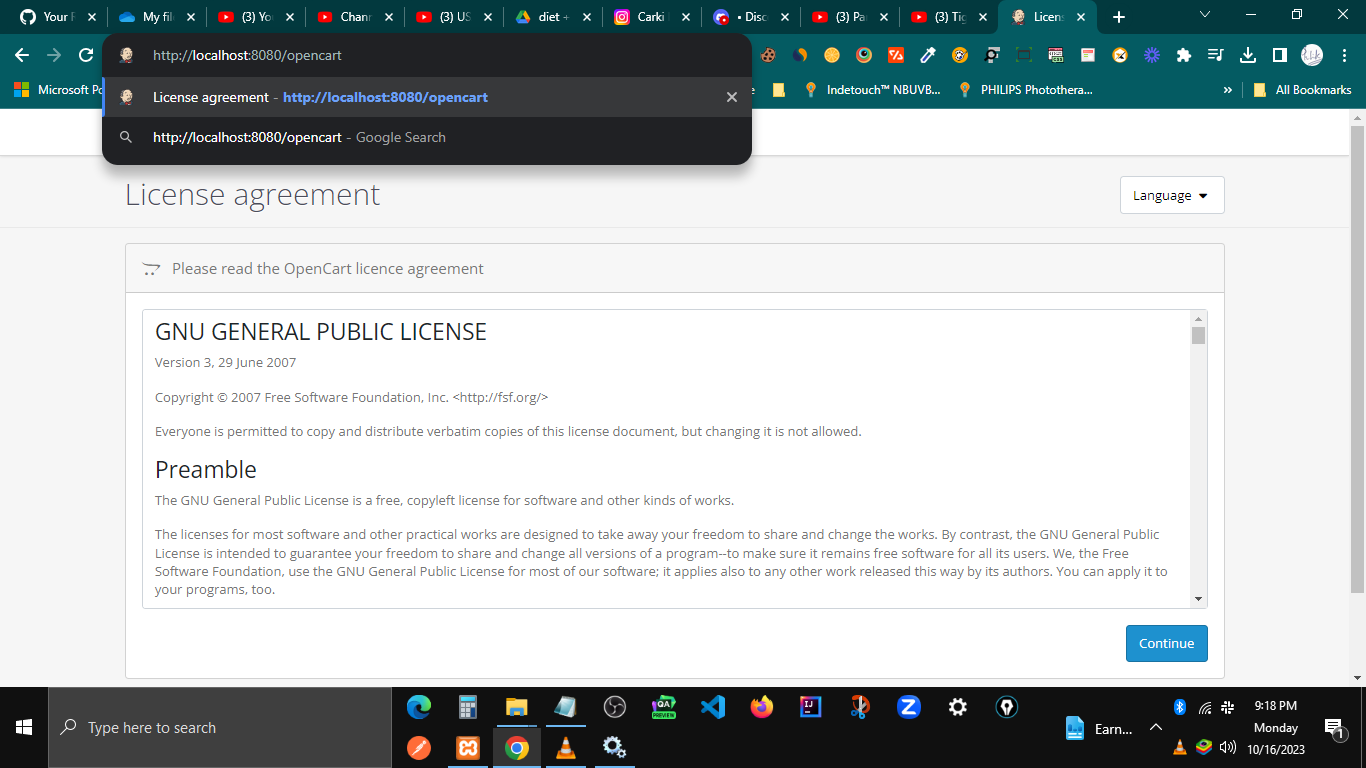 Your F
My file
(3) Yo
Chann
(3) US
diet +
Carki
• Disc
(3) Pa
(3) Tig
Licens
http://localhost:8080/opencart
License agreement - http://localhost:8080/opencart
http://localhost:8080/opencart - Google Search
Microsoft Po
Indetouch™ NBUVB...
PHILIPS Photothera...
»
All Bookmarks
License agreement
Language
Please read the OpenCart licence agreement
GNU GENERAL PUBLIC LICENSE
Version 3, 29 June 2007
Copyright © 2007 Free Software Foundation, Inc. <http://fsf.org/>
Everyone is permitted to copy and distribute verbatim copies of this license document, but changing it is not allowed.
Preamble
The GNU General Public License is a free, copyleft license for software and other kinds of works.
The licenses for most software and other practical works are designed to take away your freedom to share and change the works. By contrast, the GNU General Public
License is intended to guarantee your freedom to share and change all versions of a program--to make sure it remains free software for all its users. We, the Free
Software Foundation, use the GNU General Public License for most of our software; it applies also to any other work released this way by its authors. You can apply it to
your programs, too.
Continue
Type here to search
QA
PREVIEW
IJ
Earn...
9:18 PM
Monday
10/16/2023
1